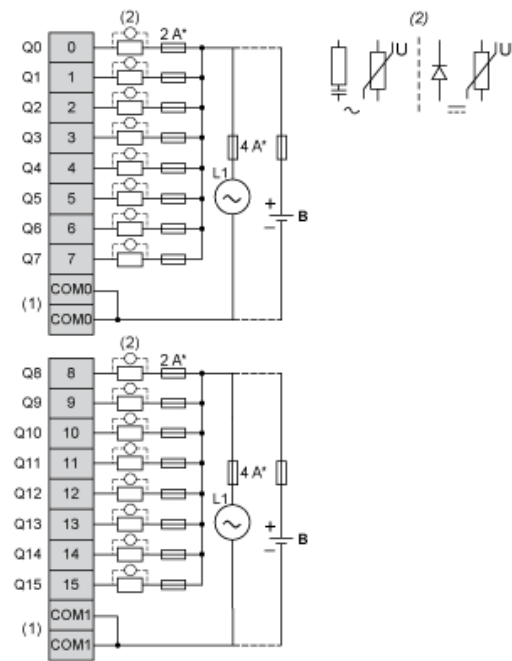 (2)
Q0 0 2 A*
Q1 1
Q2 2
Q3 3
Q4 4 4 A*
Q5 5 L1
Q6 6 + B
Q7 7 –
COM0
(1)
COM0
(2)
U U
(2)
Q8 8 2 A*
Q9 9
Q10 10
Q11 11 4 A*
Q12 12 L1
Q13 13 + B
Q14 14 –
Q15 15
COM1
(1)
COM1